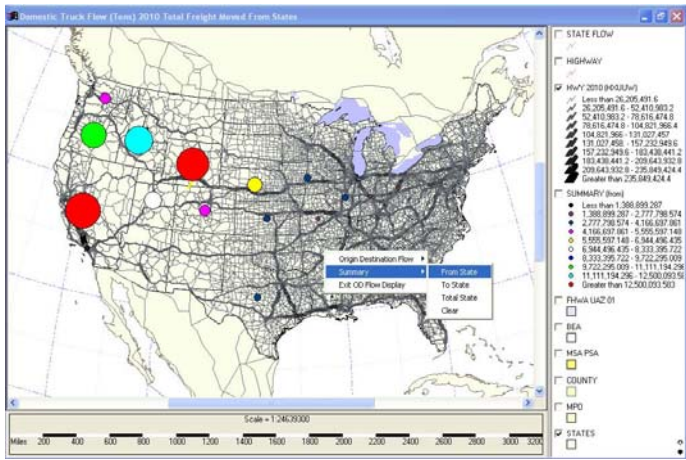 Domestic Truck Flow (Tons) 2010 Total Freight Moved From States
STATE FLOW
HIGHWAY
HWY 2010 (HXXUUW)
Less than 26,205,491.6
26,205,491.6 - 52,410,983.2
52,410,983.2 - 78,616,474.8
78,616,474.8 - 104,821,966.4
104,821,966.4 - 131,027,457
131,027,458. - 157,232,949.6
157,232,949.6 - 183,438,441.2
183,438,441.2 - 209,643,932.8
209,643,932.8 - 235,849,424.4
Greater than 235,849,424.4
SUMMARY (from)
Less than 1,388,899.287
1,388,899.287 - 2,777,798.574
2,777,798.574 - 4,166,697.861
4,166,697.861 - 5,555,597.148
5,555,597.148 - 6,944,496.435
6,944,496.435 - 8,333,395.722
8,333,395.722 - 9,722,295.009
9,722,295.009 - 11,111,194.296
11,111,194.296 - 12,500,093.583
Greater than 12,500,093.583
FHWA UAZ 01
BEA
MSA PSA
COUNTY
MPO
STATES
Origin Destination Flow
Summary
Exit OD Flow Display
From State
To State
Total State
Clear
Scale = 1:24639300
Miles 200 400 600 800 1000 1200 1400 1600 1800 2000 2200 2400 2600 2800 3000 3200